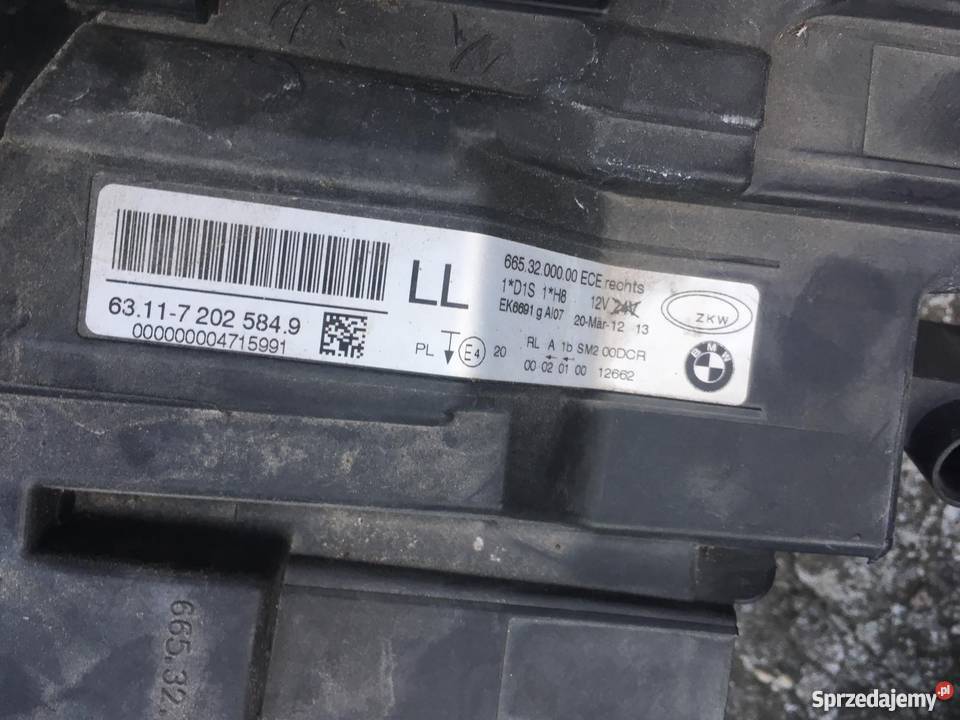 63.11-7 202 584.9
000000004715991
LL
PL E4 20
665.32.000.00 ECE rechts
1*D1S 1*H8 12V 24V
EK6691 g Al07 20-Mär-12 13
RL A 1b SM2 00DCR
00 02 01 00 12662
ZKW
BMW
665.32.
Sprzedajemy.pl